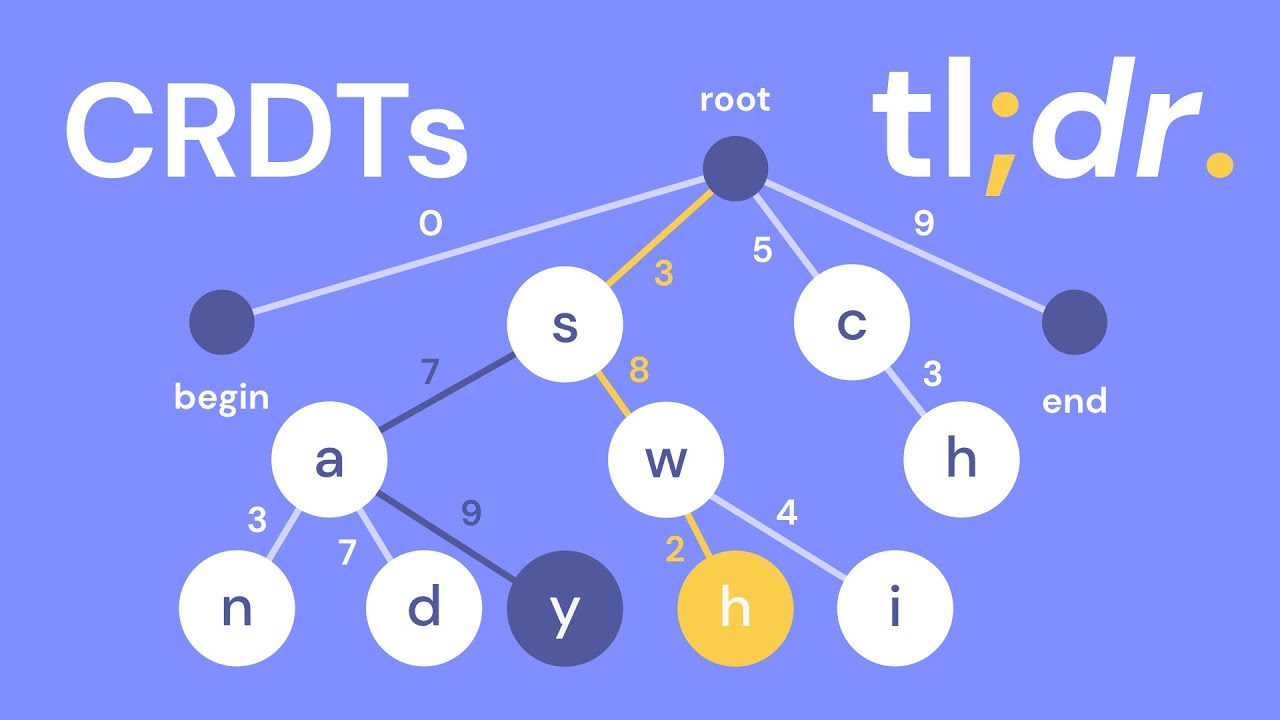 CRDTs
tl;dr.
root
0
3
5
9
s
c
begin
end
7
8
3
a
w
h
3
7
9
2
4
n
d
y
h
i